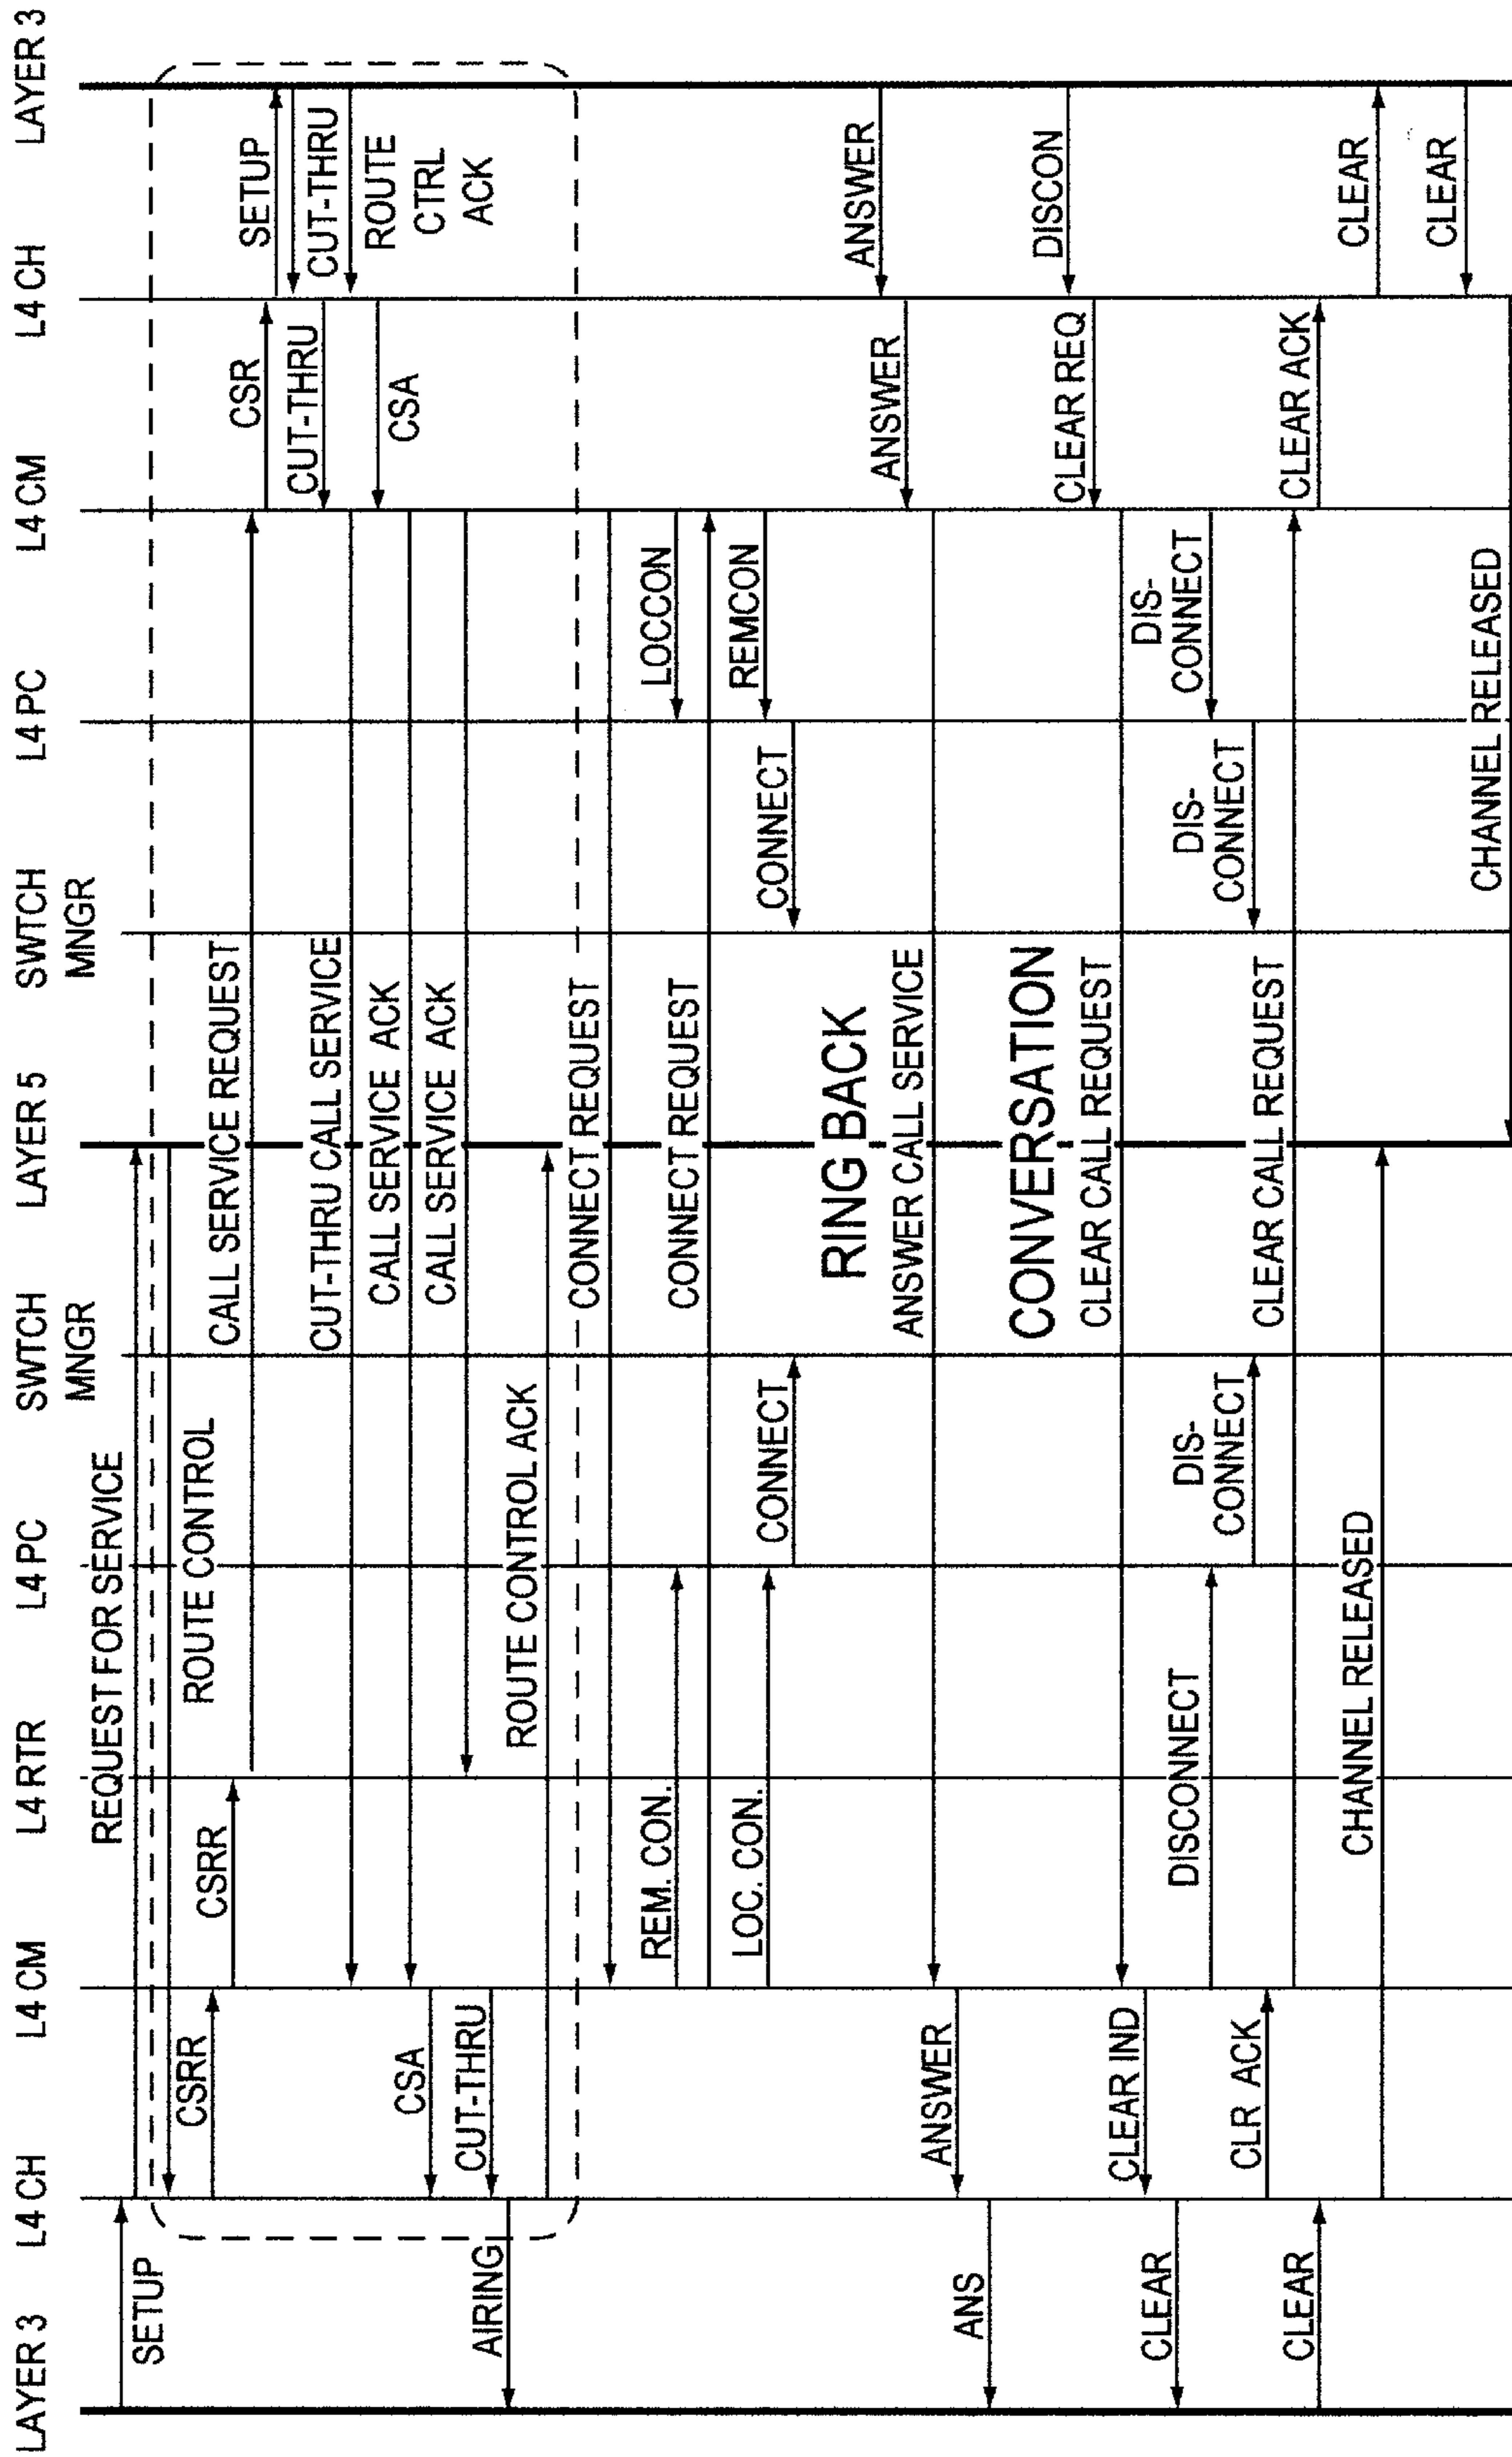 LAYER 3
L4 CH
L4 CM
L4 RTR
L4 PC
SWTCH
MNGR
LAYER 5
SWTCH
MNGR
L4 PC
L4 CM
L4 CH
LAYER 3
SETUP
REQUEST FOR SERVICE
ROUTE CONTROL
CSRR
CSRR
CALL SERVICE REQUEST
CSR
SETUP
CUT-THRU
CUT-THRU
CUT-THRU CALL SERVICE
ROUTE
CTRL
ACK
CSA
CALL SERVICE ACK
CSA
CALL SERVICE ACK
CUT-THRU
AIRING
ROUTE CONTROL ACK
CONNECT REQUEST
REM. CON.
LOCCON
CONNECT REQUEST
LOC. CON.
REMCON
CONNECT
CONNECT
RING BACK
ANSWER
ANSWER
ANSWER CALL SERVICE
ANSWER
ANS
CONVERSATION
DISCON
CLEAR REQ
CLEAR CALL REQUEST
CLEAR IND
CLEAR
DISCONNECT
DIS-
CONNECT
DIS-
CONNECT
DIS-
CONNECT
CLR ACK
CLEAR CALL REQUEST
CLEAR ACK
CLEAR
CLEAR
CHANNEL RELEASED
CLEAR
CHANNEL RELEASED